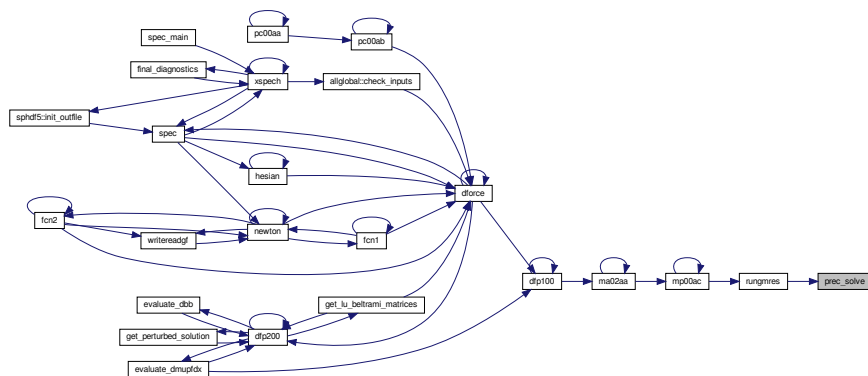 spec_main
pc00aa
pc00ab
final_diagnostics
xspech
allglobal::check_inputs
sphdf5::init_outfile
spec
hesian
dforce
fcn2
newton
writereadgf
fcn1
dfp100
ma02aa
mp00ac
rungmres
prec_solve
evaluate_dbb
get_lu_beltrami_matrices
get_perturbed_solution
dfp200
evaluate_dmupfdx